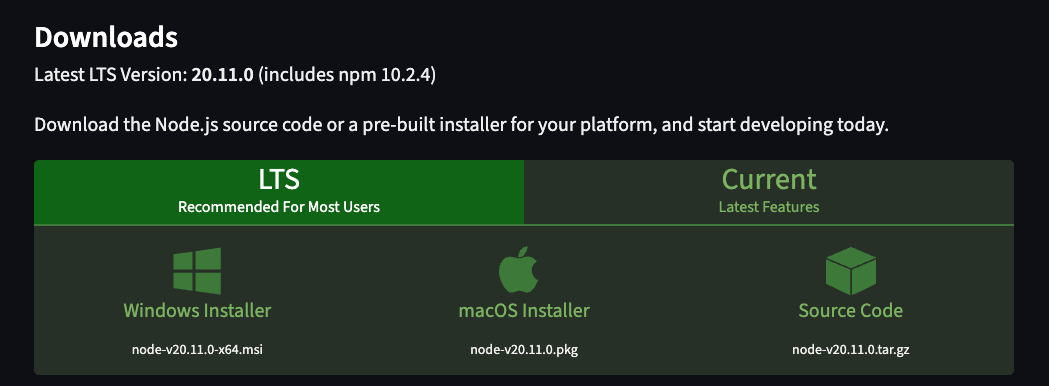 Downloads
Latest LTS Version: 20.11.0 (includes npm 10.2.4)
Download the Node.js source code or a pre-built installer for your platform, and start developing today.
LTS
Recommended For Most Users
Current
Latest Features
Windows Installer
node-v20.11.0-x64.msi
macOS Installer
node-v20.11.0.pkg
Source Code
node-v20.11.0.tar.gz